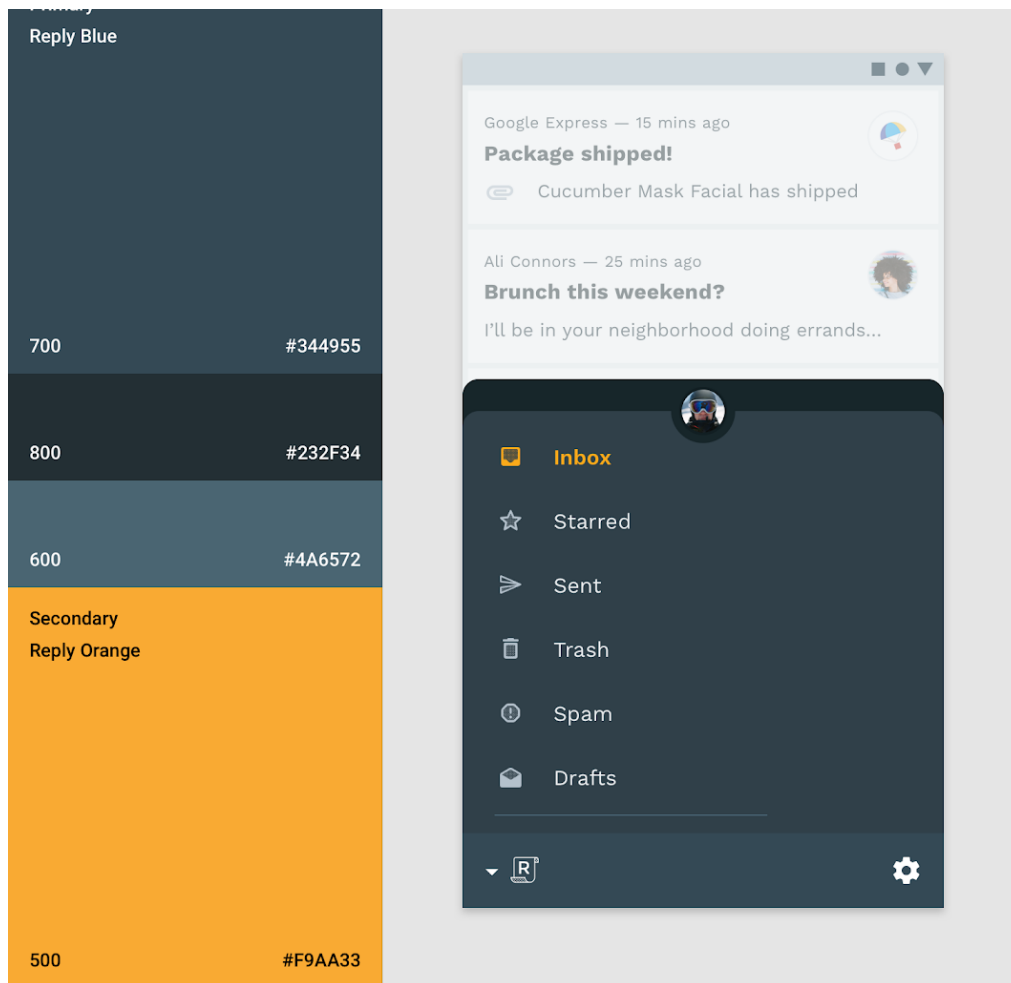 Primary
Reply Blue
700 #344955
800 #232F34
600 #4A6572
Secondary
Reply Orange
500 #F9AA33
Google Express — 15 mins ago
Package shipped!
Cucumber Mask Facial has shipped
Ali Connors — 25 mins ago
Brunch this weekend?
I'll be in your neighborhood doing errands...
Inbox
Starred
Sent
Trash
Spam
Drafts
R